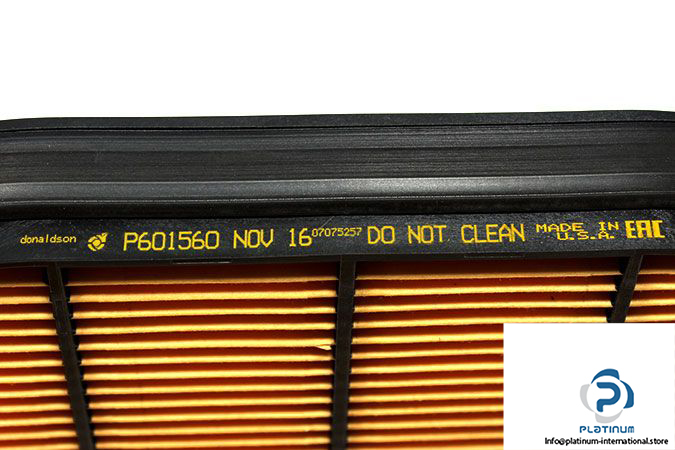 donaldson P601560 NOV 16 07075257 DO NOT CLEAN MADE IN U.S.A. EAC
PLATINUM
Info@platinum-international.store